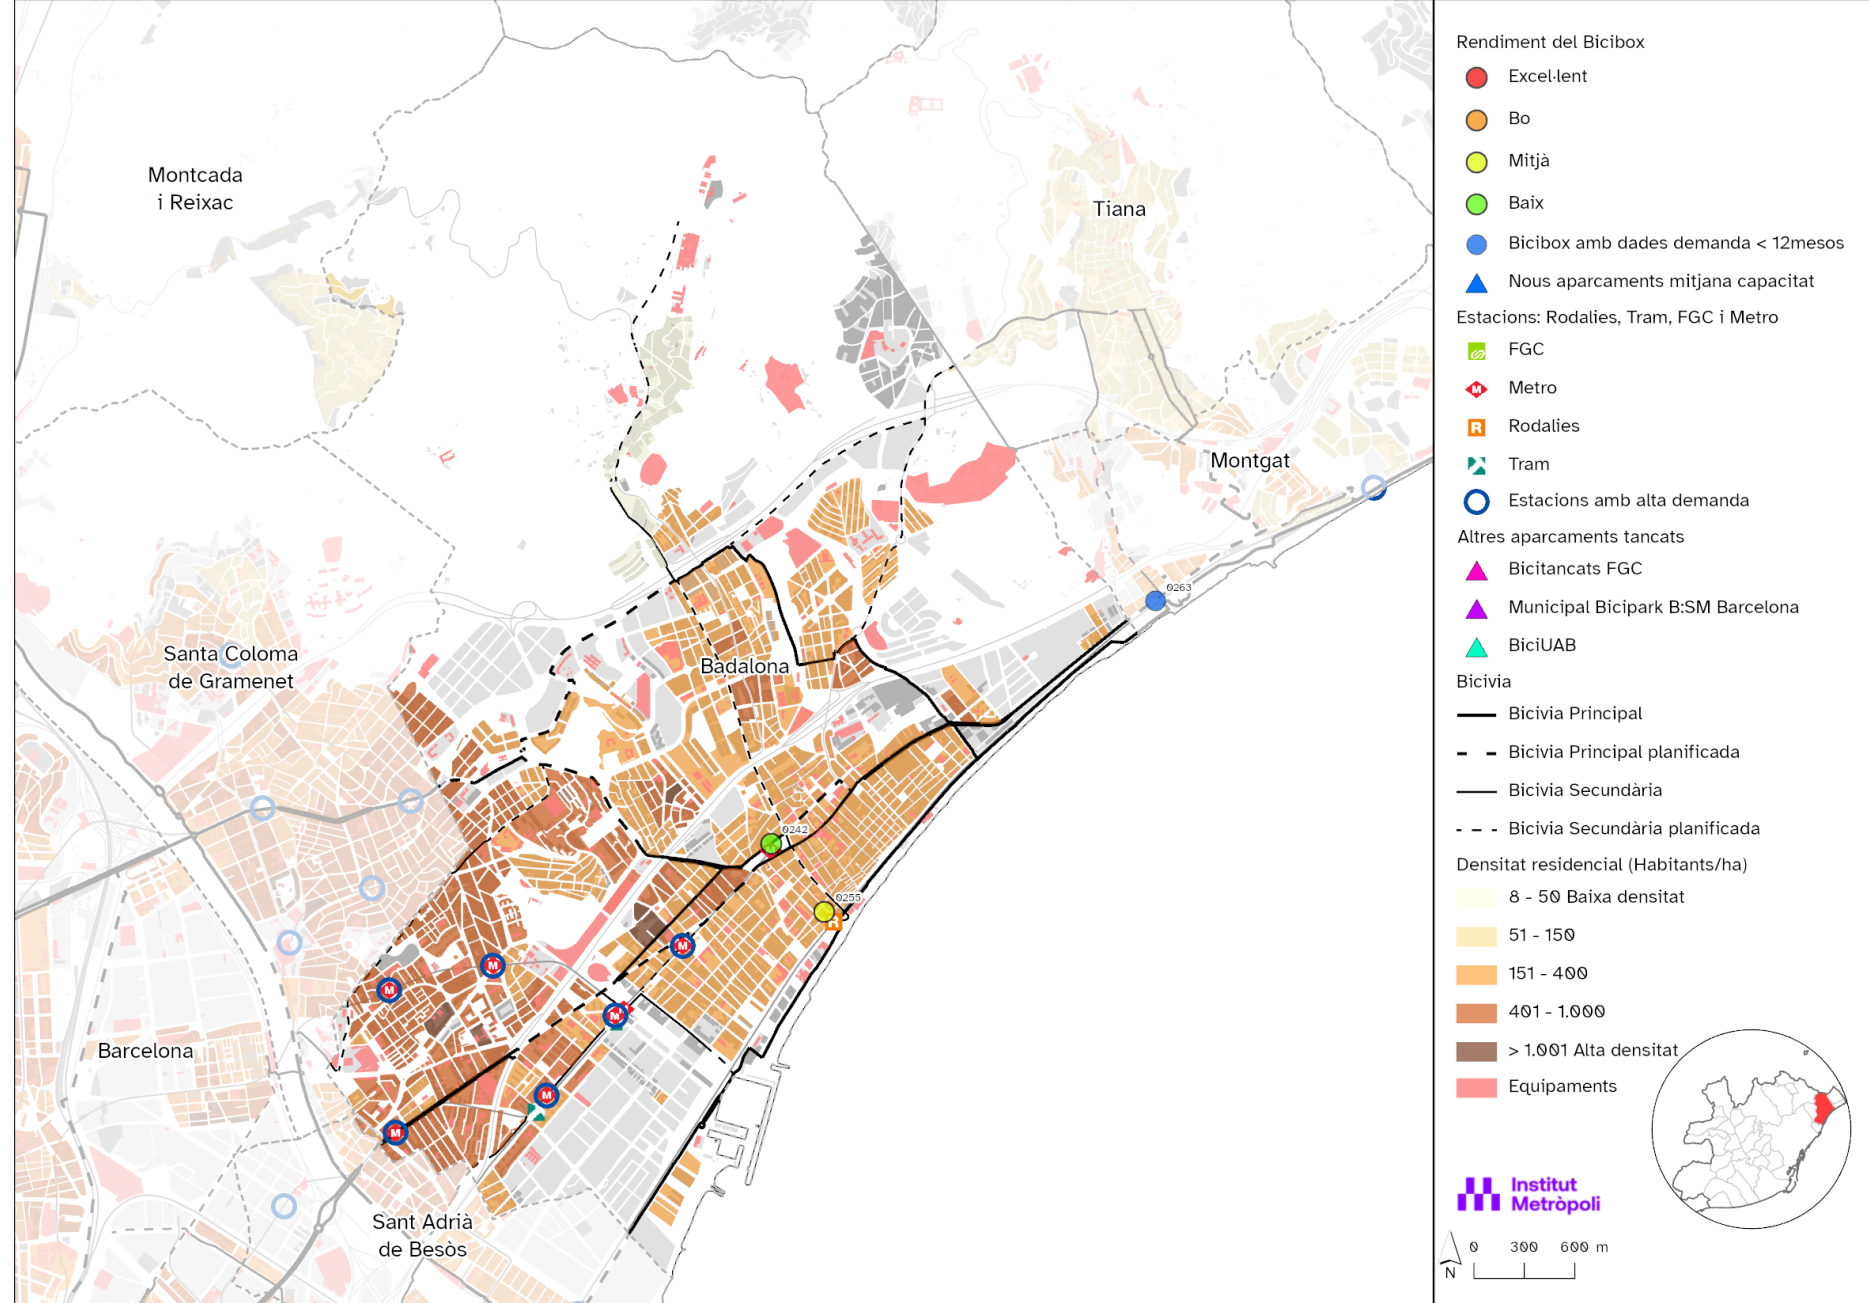 Montcada
i Reixac
Tiana
Montgat
0263
Santa Coloma
de Gramenet
Badalona
0242
0255
M
M
M
R
M
Barcelona
M
M
Sant Adrià
de Besòs
Rendiment del Bicibox
Excel·lent
Bo
Mitjà
Baix
Bicibox amb dades demanda < 12mesos
Nous aparcaments mitjana capacitat
Estacions: Rodalies, Tram, FGC i Metro
FGC
M Metro
R Rodalies
Tram
Estacions amb alta demanda
Altres aparcaments tancats
Bicitancats FGC
Municipal Bicipark B:SM Barcelona
BiciUAB
Bicivia
Bicivia Principal
Bicivia Principal planificada
Bicivia Secundària
Bicivia Secundària planificada
Densitat residencial (Habitants/ha)
8 - 50 Baixa densitat
51 - 150
151 - 400
401 - 1.000
> 1.001 Alta densitat
Equipaments
Institut
Metròpoli
N
0 300 600 m